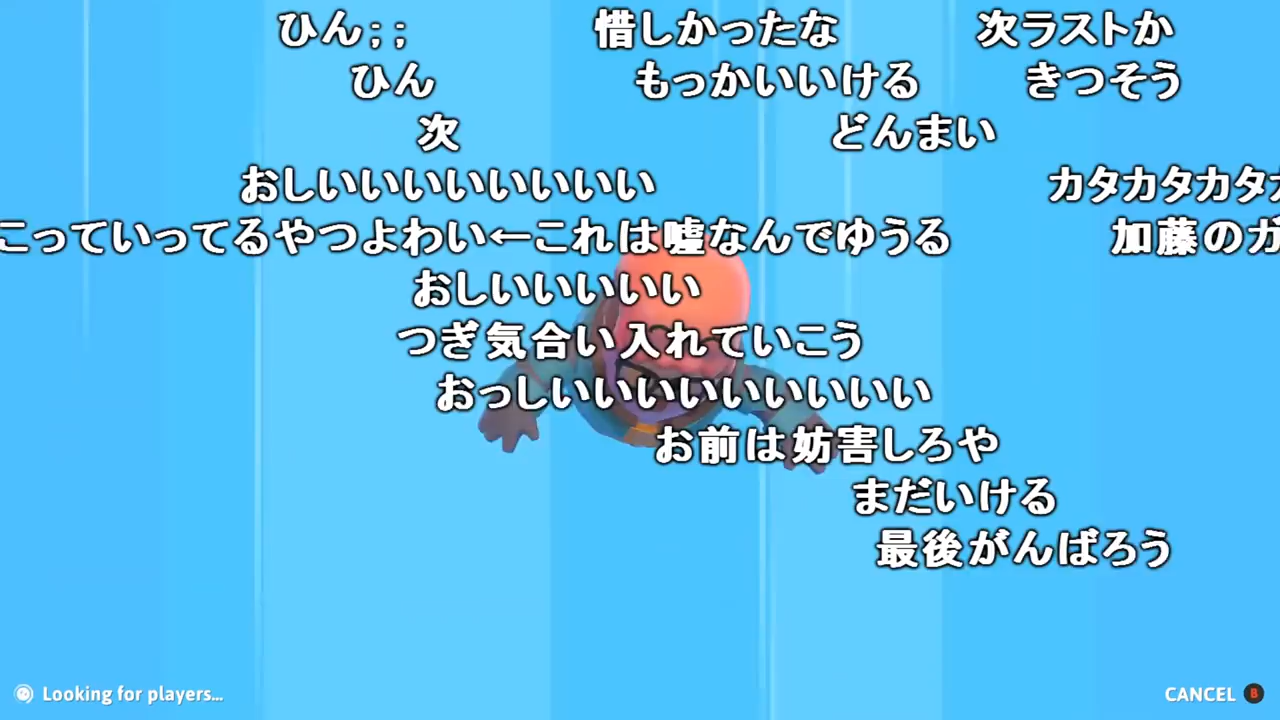 ひん；； 惜しかったな 次ラストか
ひん もっかいいける きつそう
次 どんまい
おしいいいいいいいい カタカタカタ
こっていってるやつよわい←これは嘘なんでゆうる 加藤の
おしいいいいい
つぎ気合い入れていこう
おっしいいいいいいいいい
お前は妨害しろや
まだいける
最後がんばろう
Looking for players... CANCEL B